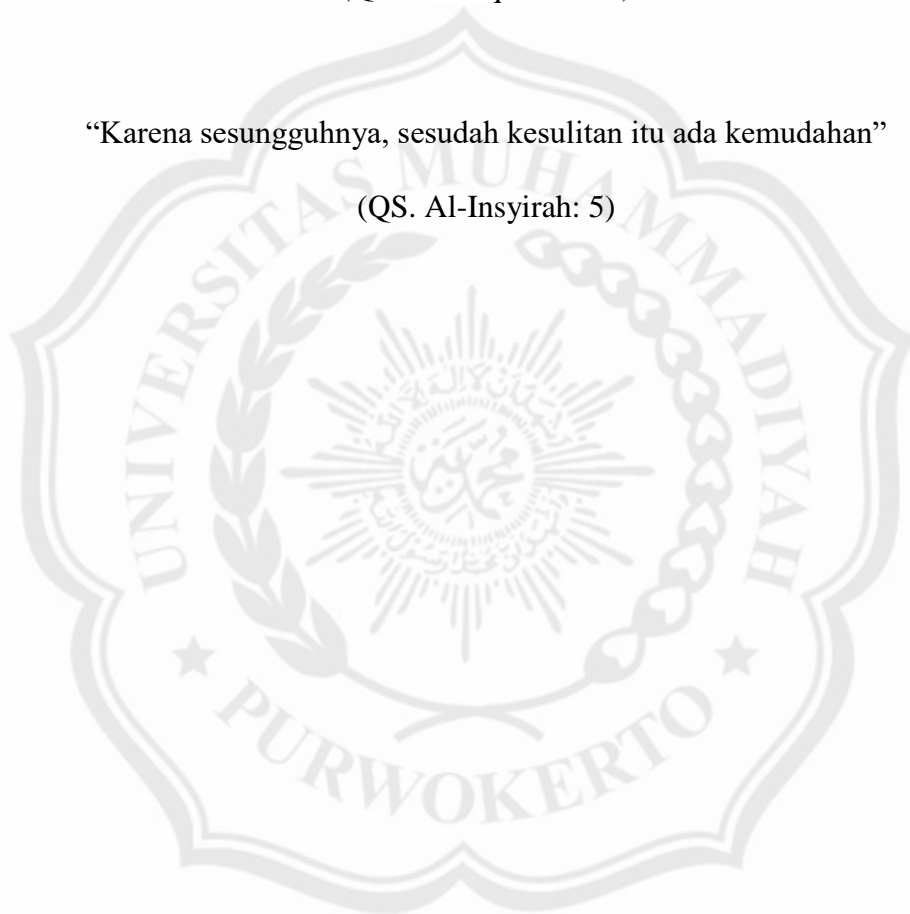 “Karena sesungguhnya, sesudah kesulitan itu ada kemudahan”
(QS. Al-Insyirah: 5)
UNIVERSITAS MUHAMMADIYAH
PURWOKERTO